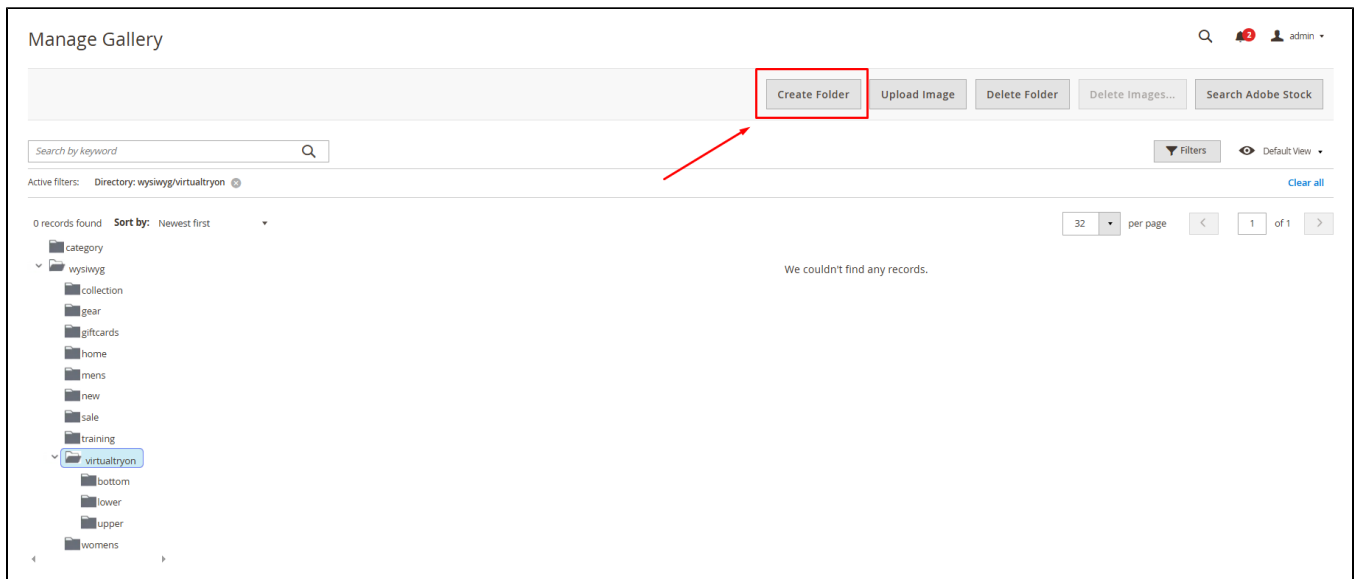 Manage Gallery
2 admin
Create Folder Upload Image Delete Folder Delete Images... Search Adobe Stock
Search by keyword
Filters Default View
Active filters: Directory: wysiwyg/virtualtryon Clear all
0 records found Sort by: Newest first 32 per page 1 of 1
category
wysiwyg
We couldn't find any records.
collection
gear
giftcards
home
mens
new
sale
training
virtualtryon
bottom
lower
upper
womens